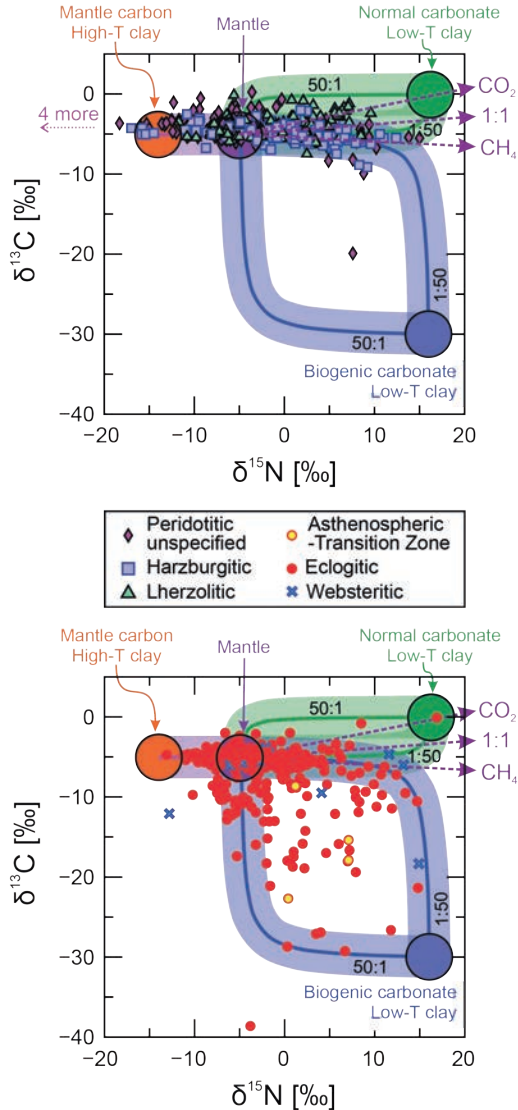 Mantle carbon
High-T clay
Mantle
Normal carbonate
Low-T clay
0
−10
−20
−30
−40
δ¹³C [‰]
4 more
50:1
CO₂
1:1
1:50
CH₄
1:50
50:1
Biogenic carbonate
Low-T clay
−20
−10
0
10
20
δ¹⁵N [‰]
Peridotitic
unspecified
Harzburgitic
Lherzolitic
Asthenospheric
-Transition Zone
Eclogitic
Websteritic
Mantle carbon
High-T clay
Mantle
Normal carbonate
Low-T clay
0
−10
−20
−30
−40
δ¹³C [‰]
50:1
CO₂
1:1
1:50
CH₄
1:50
50:1
Biogenic carbonate
Low-T clay
−20
−10
0
10
20
δ¹⁵N [‰]